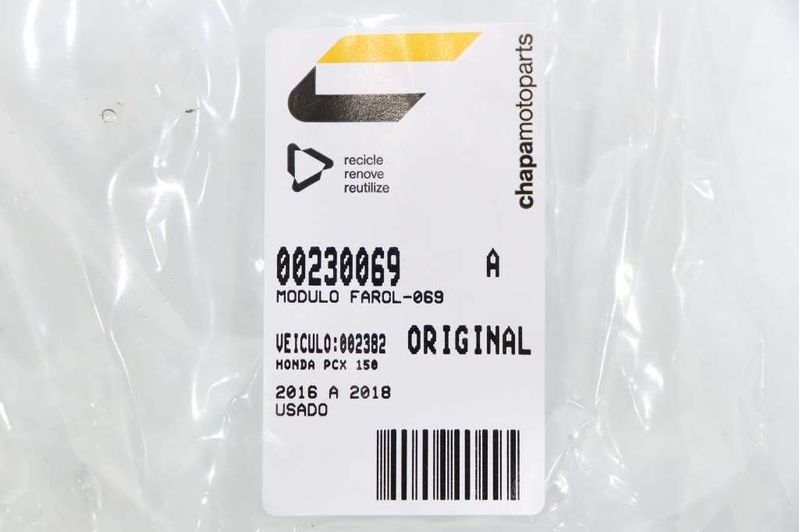 chapamotoparts
recicle
renove
reutilize
00230069 A
MODULO FAROL-069
VEICULO:002382 ORIGINAL
HONDA PCX 150
2016 A 2018
USADO